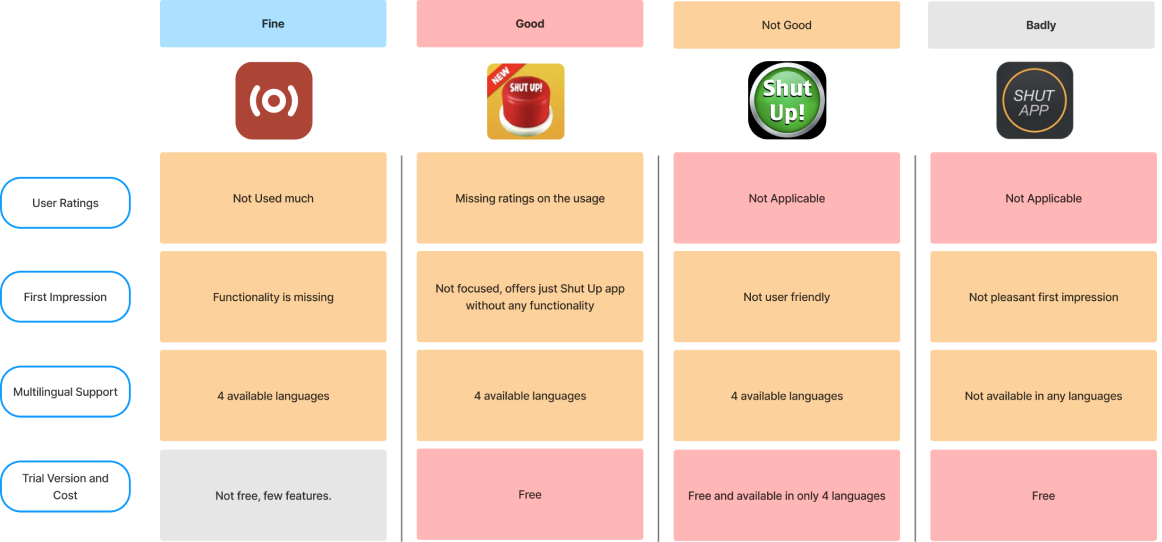 Fine
Good
Not Good
Badly
NEW
SHUT UP!
Shut
Up!
SHUT
APP
User Ratings
Not Used much
Missing ratings on the usage
Not Applicable
Not Applicable
First Impression
Functionality is missing
Not focused, offers just Shut Up app
without any functionality
Not user friendly
Not pleasant first impression
Multilingual Support
4 available languages
4 available languages
4 available languages
Not available in any languages
Trial Version and
Cost
Not free, few features.
Free
Free and available in only 4 languages
Free